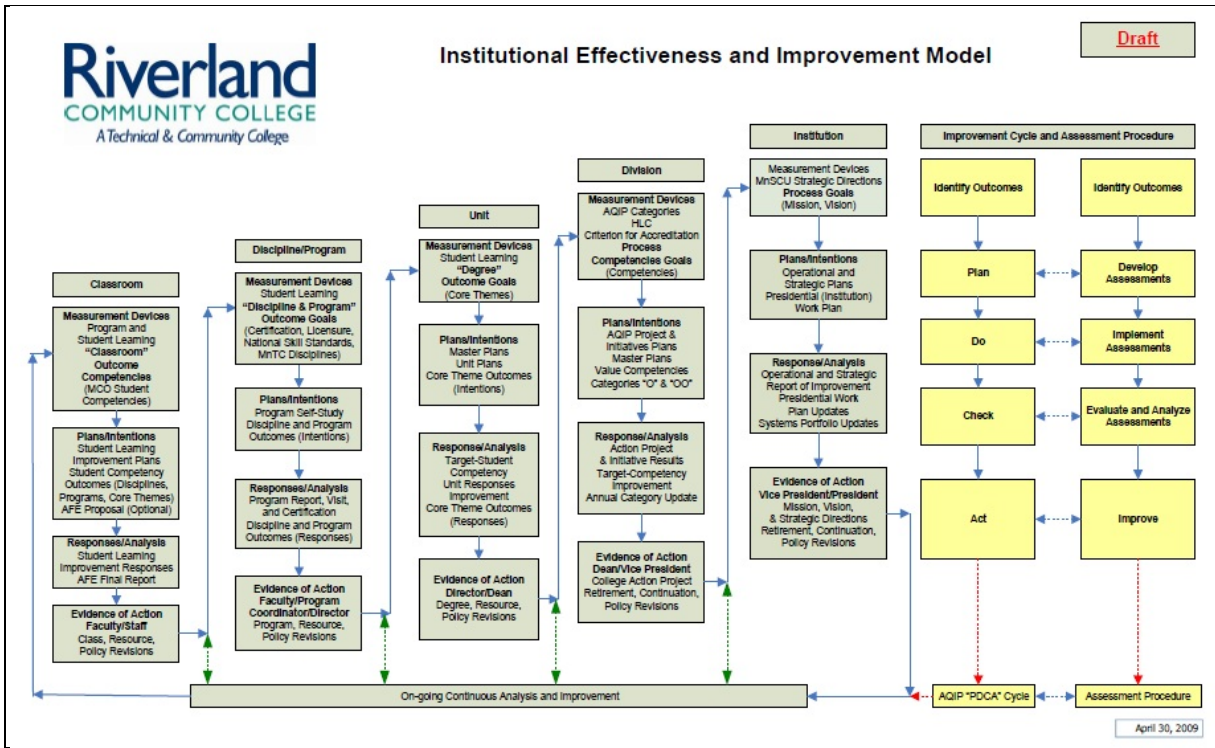 Riverland
COMMUNITY COLLEGE
A Technical & Community College
Institutional Effectiveness and Improvement Model
Draft
Classroom
Measurement Devices
Program and
Student Learning
“Classroom”
Outcome
Competencies
(MCO Student
Competencies)
Plans/Intentions
Student Learning
Improvement Plans
Student Competency
Outcomes (Disciplines,
Programs, Core Themes)
AFE Proposal (Optional)
Responses/Analysis
Student Learning
Improvement Responses
AFE Final Report
Evidence of Action
Faculty/Staff
Class, Resource,
Policy Revisions
Discipline/Program
Measurement Devices
Student Learning
“Discipline & Program”
Outcome Goals
(Certification, Licensure,
National Skill Standards,
MnTC Disciplines)
Plans/Intentions
Program Self-Study
Discipline and Program
Outcomes (Intentions)
Responses/Analysis
Program Report, Visit,
and Certification
Discipline and Program
Outcomes (Responses)
Evidence of Action
Faculty/Program
Coordinator/Director
Program, Resource,
Policy Revisions
Unit
Measurement Devices
Student Learning
“Degree”
Outcome Goals
(Core Themes)
Plans/Intentions
Master Plans
Unit Plans
Core Theme Outcomes
(Intentions)
Response/Analysis
Target-Student
Competency
Unit Responses
Improvement
Core Theme Outcomes
(Responses)
Evidence of Action
Director/Dean
Degree, Resource,
Policy Revisions
Division
Measurement Devices
AQIP Categories
HLC
Criterion for Accreditation
Process
Competencies Goals
(Competencies)
Plans/Intentions
AQIP Project &
Initiatives Plans
Master Plans
Value Competencies
Categories “O” & “OO”
Response/Analysis
Action Project
& Initiative Results
Target-Competency
Improvement
Annual Category Update
Evidence of Action
Dean/Vice President
College Action Project
Retirement, Continuation,
Policy Revisions
Institution
Measurement Devices
MnSCU Strategic Directions
Process Goals
(Mission, Vision)
Plans/Intentions
Operational and
Strategic Plans
Presidential (Institution)
Work Plan
Response/Analysis
Operational and Strategic
Report of Improvement
Presidential Work
Plan Updates
Systems Portfolio Updates
Evidence of Action
Vice President/President
Mission, Vision,
& Strategic Directions
Retirement, Continuation,
Policy Revisions
Improvement Cycle and Assessment Procedure
Identify Outcomes
Identify Outcomes
Plan
Develop
Assessments
Do
Implement
Assessments
Check
Evaluate and Analyze
Assessments
Act
Improve
On-going Continuous Analysis and Improvement
AQIP “PDCA” Cycle
Assessment Procedure
April 30, 2009